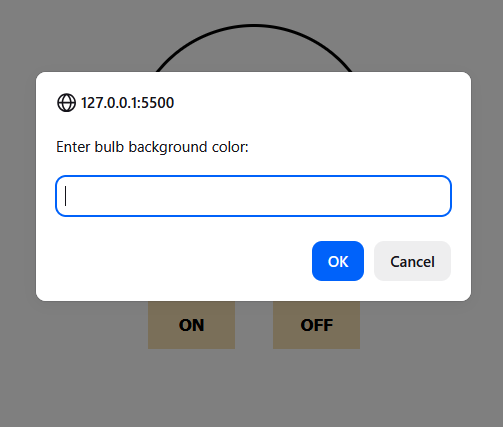 127.0.0.1:5500
Enter bulb background color:
OK
Cancel
ON
OFF